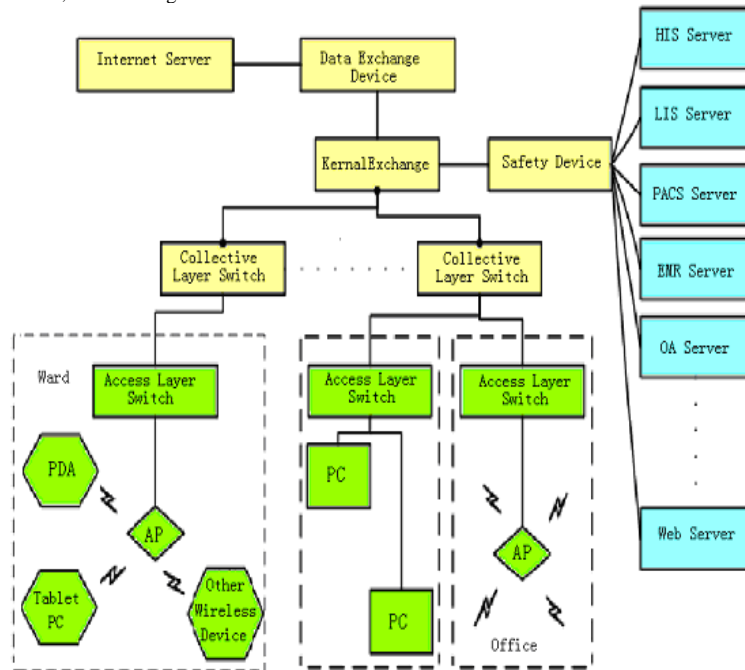 HIS Server
Internet Server
Data Exchange
Device
LIS Server
KernalExchange
Safety Device
PACS Server
Collective
Layer Switch
Collective
Layer Switch
EMR Server
OA Server
Ward
Access Layer
Switch
Access Layer
Switch
Access Layer
Switch
PDA
PC
AP
AP
Web Server
Tablet
PC
Other
Wireless
Device
PC
Office